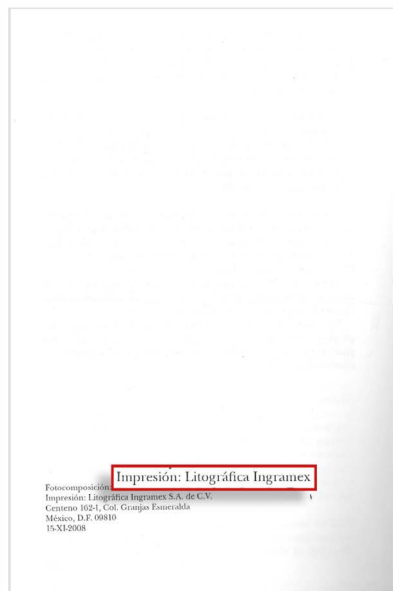 Impresión: Litográfica Ingramex
Fotocomposición:
Impresión: Litográfica Ingramex S.A. de C.V.
Centeno 162-1, Col. Granjas Esmeralda
México, D.F. 09810
15-XI-2008